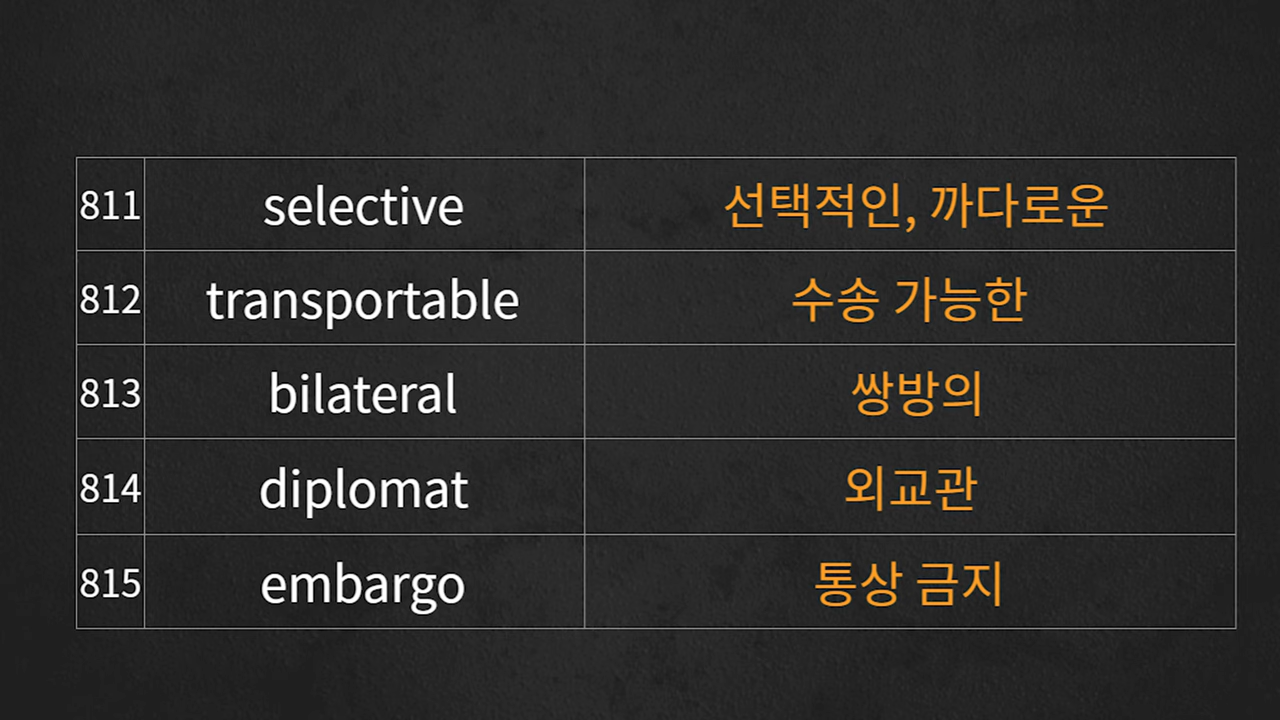 811 selective 선택적인, 까다로운
812 transportable 수송 가능한
813 bilateral 쌍방의
814 diplomat 외교관
815 embargo 통상 금지